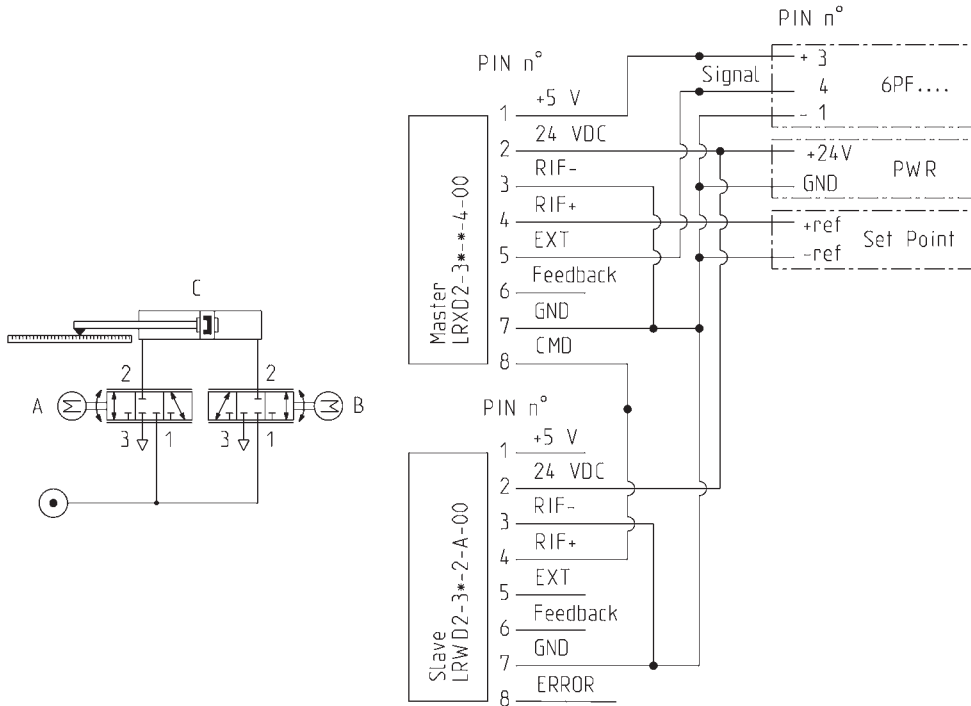 PIN n°
+ 3
Signal
4
6PF....
- 1
+24V
PWR
GND
+ref
Set Point
-ref
PIN n°
Master
LRXD2-3*-*-4-00
1 +5 V
2 24 VDC
3 RIF-
4 RIF+
5 EXT
6 Feedback
7 GND
8 CMD
PIN n°
Slave
LRWD2-3*-2-A-00
1 +5 V
2 24 VDC
3 RIF-
4 RIF+
5 EXT
6 Feedback
7 GND
8 ERROR
C
2 2
A M M B
3 1 3 1